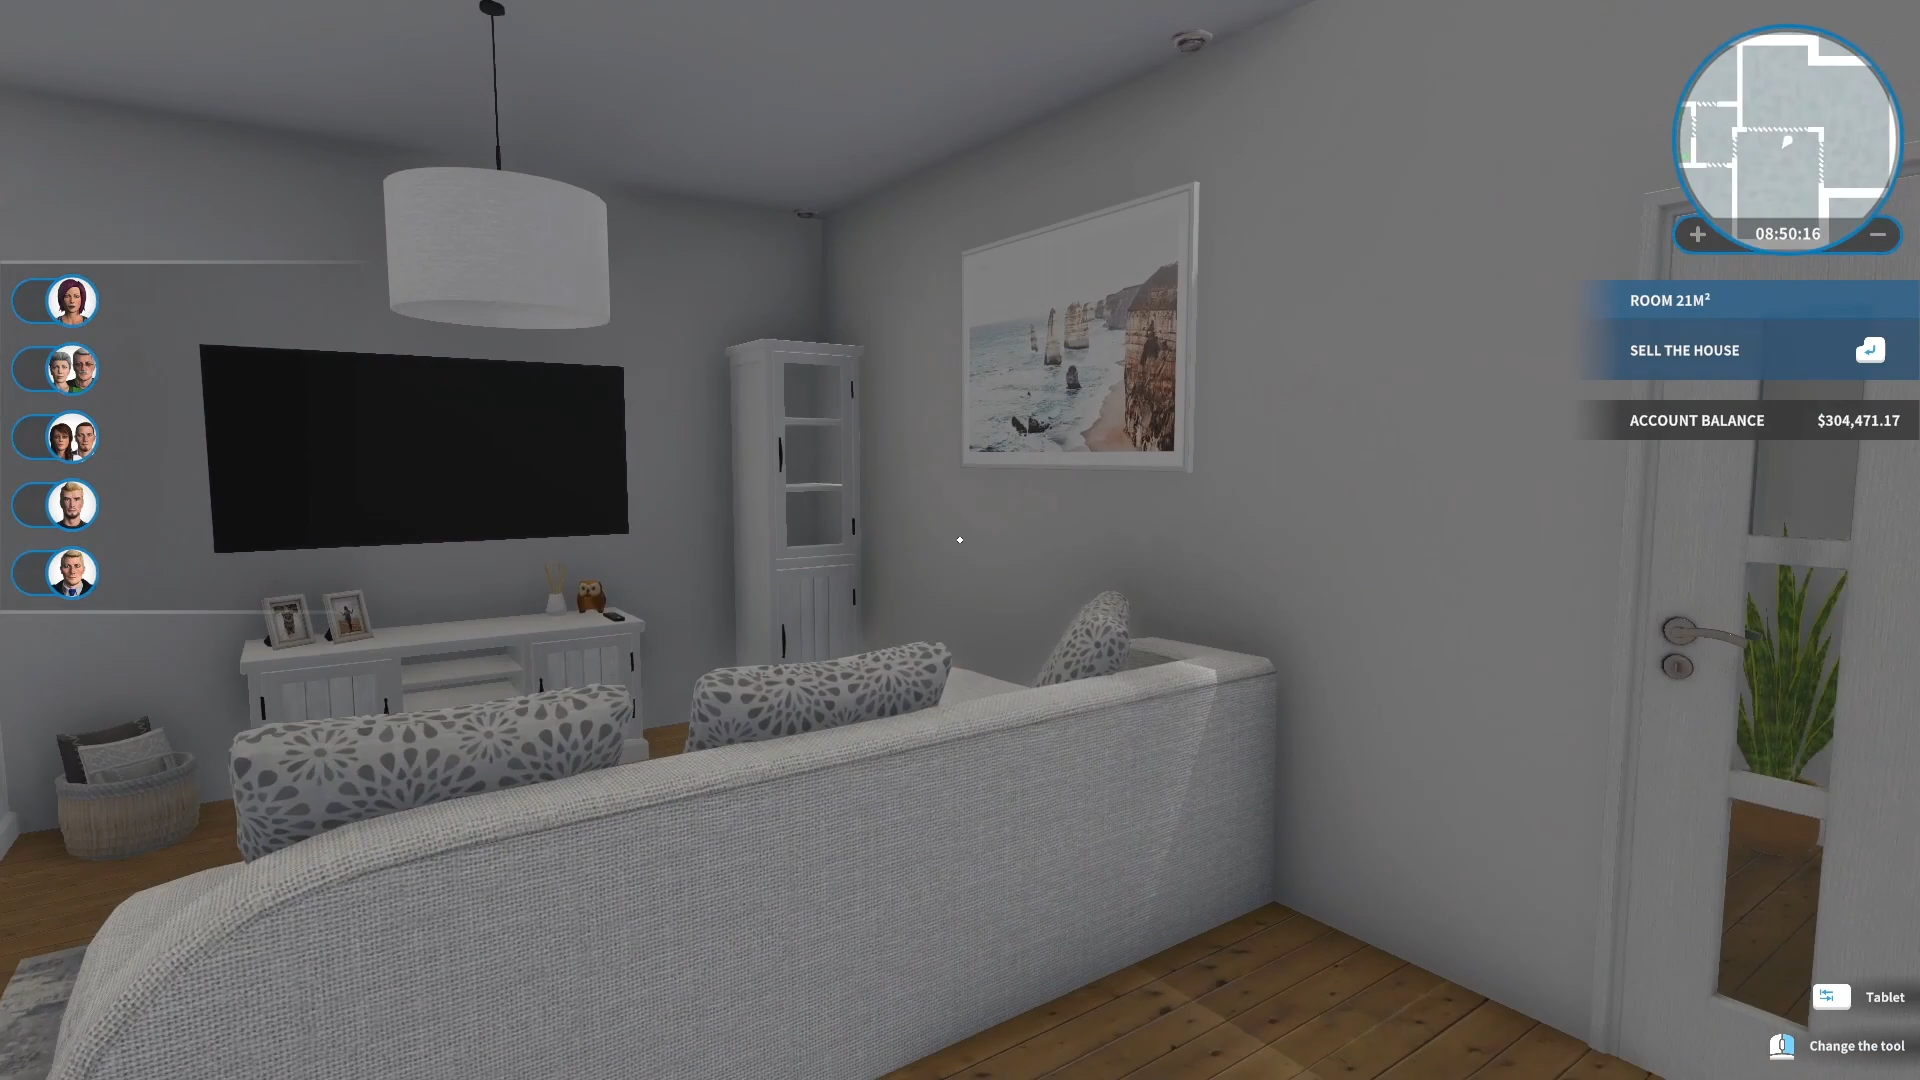 08:50:16
ROOM 21M²
SELL THE HOUSE
ACCOUNT BALANCE $304,471.17
Tablet
Change the tool